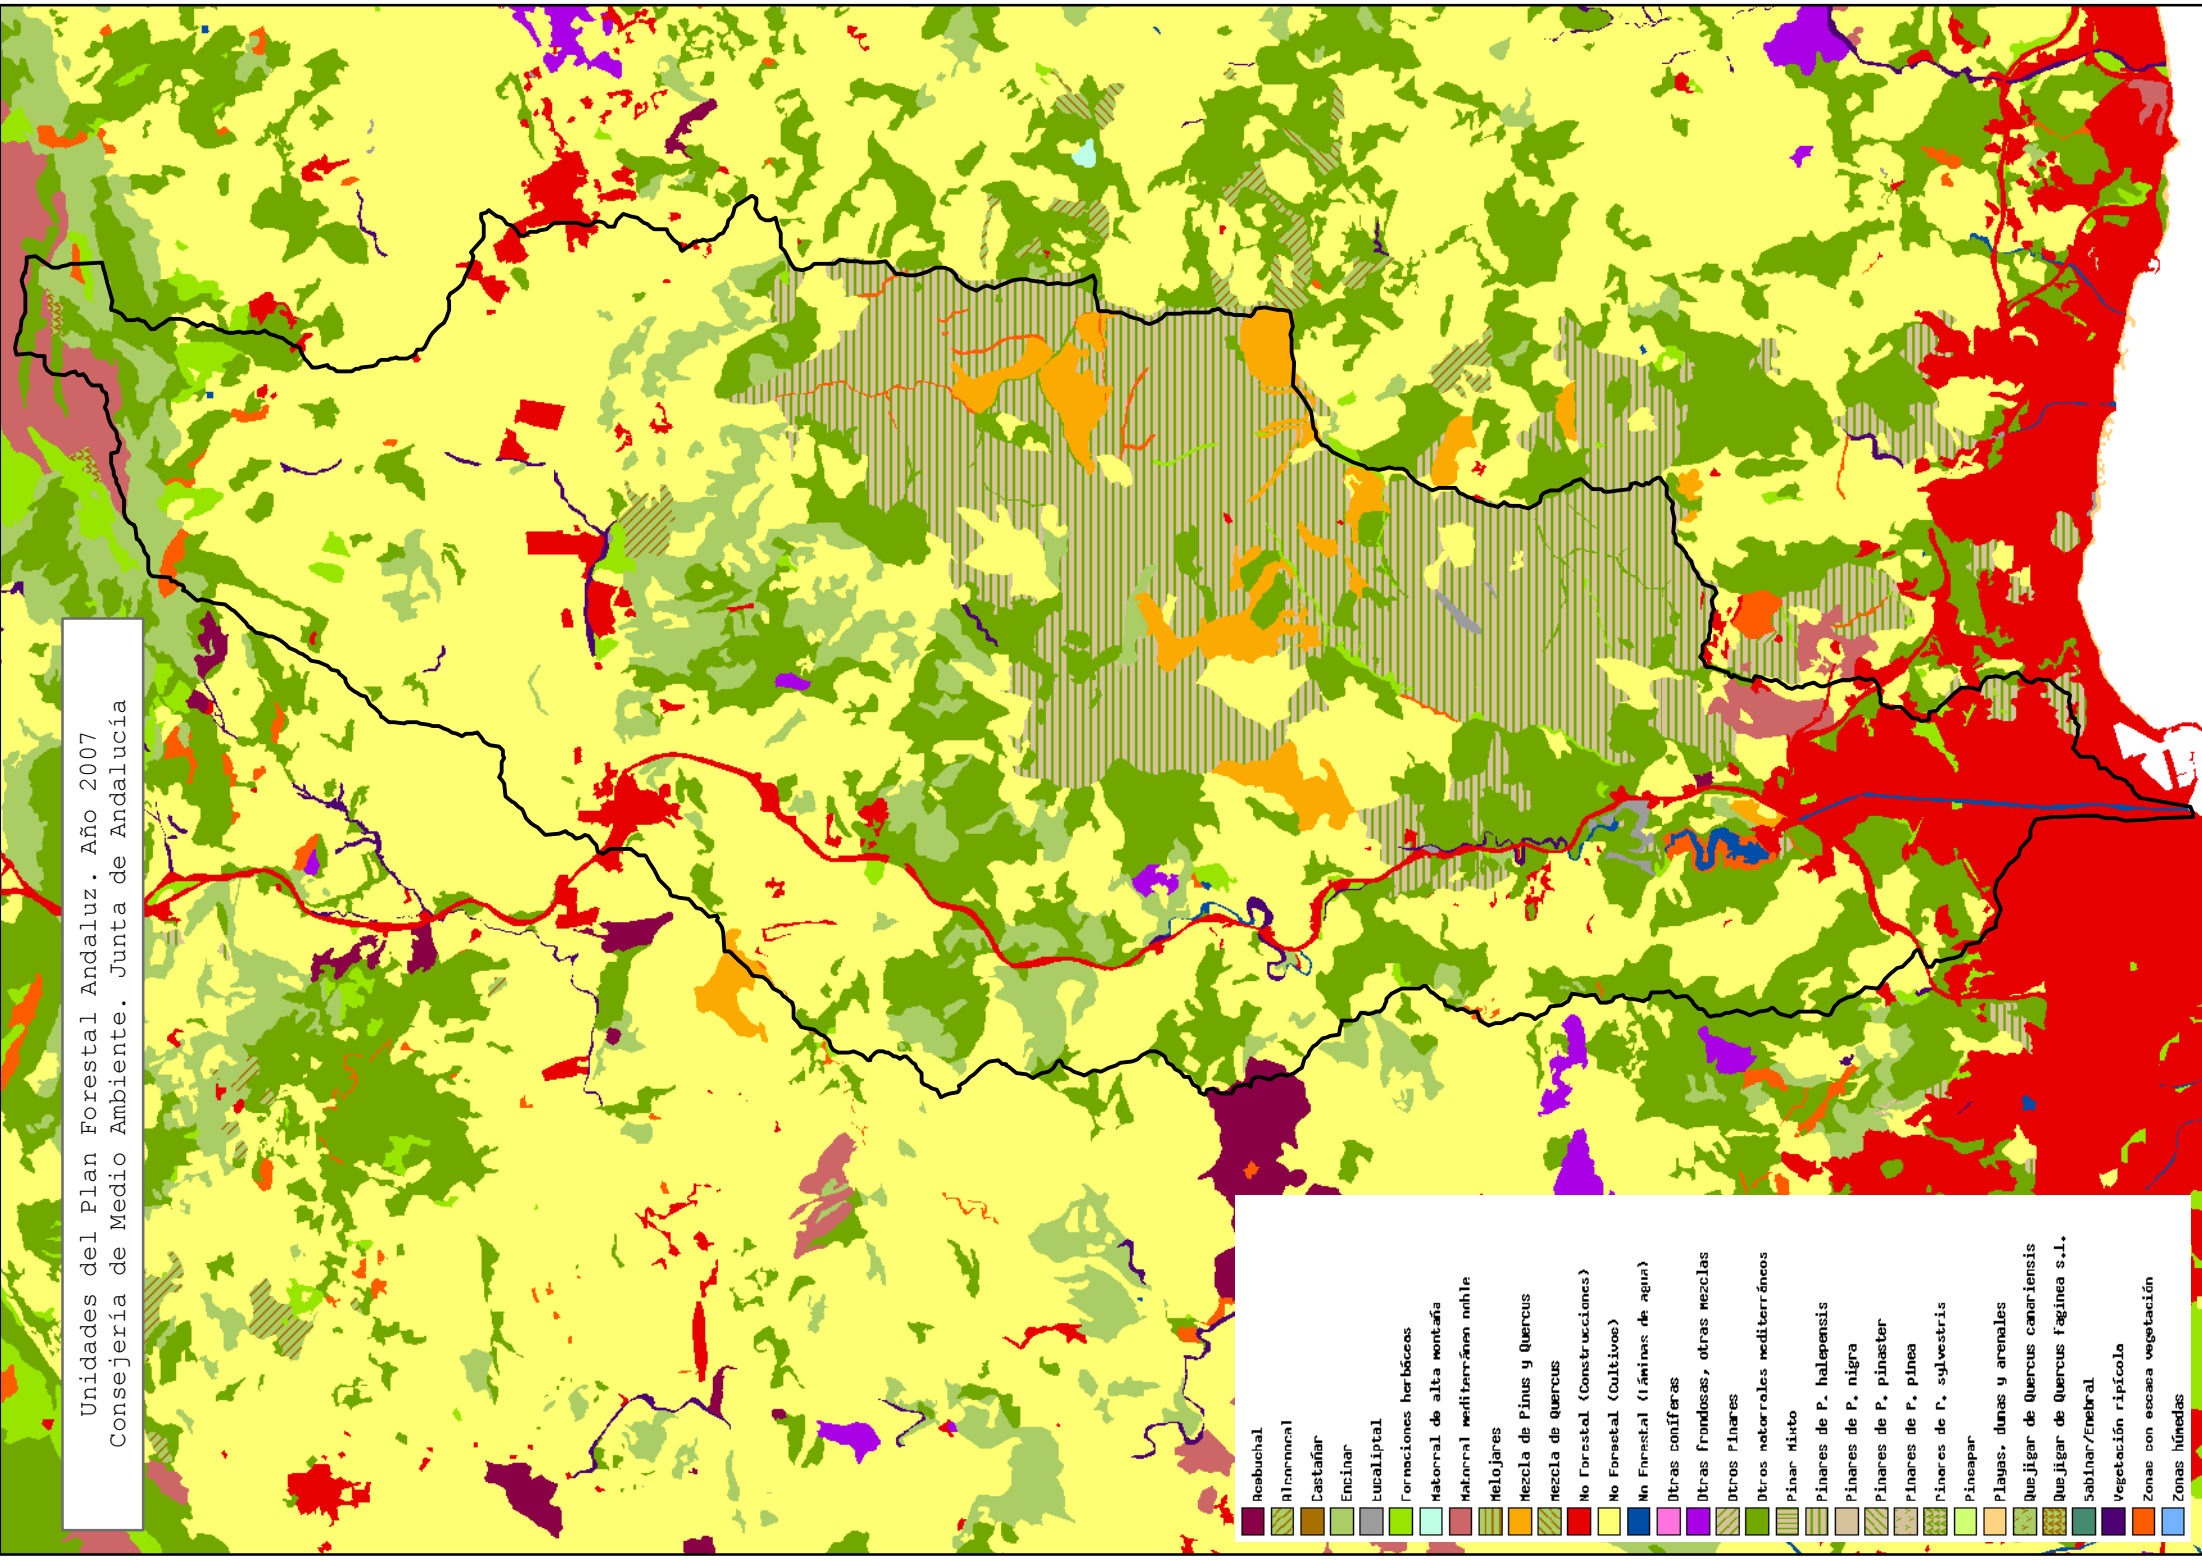 Unidades del Plan Forestal Andaluz. Año 2007
Consejería de Medio Ambiente. Junta de Andalucía
Acebuchal
Alcornocal
Castañar
Encinar
Eucaliptal
Formaciones herbáceas
Matorral de alta montaña
Matorral mediterráneo noble
Melojares
Mezcla de Pinus y Quercus
Mezcla de Quercus
No Forestal (Construcciones)
No Forestal (Cultivos)
No Forestal (Láminas de agua)
Otras coníferas
Otras frondosas, otras mezclas
Otros Pinares
Otros matorrales mediterráneos
Pinar Mixto
Pinares de P. halepensis
Pinares de P. nigra
Pinares de P. pinaster
Pinares de P. pinea
Pinares de P. sylvestris
Pinsapar
Playas, dunas y arenales
Quejigar de Quercus canariensis
Quejigar de Quercus faginea s.l.
Sabinar/Enebral
Vegetación ripícola
Zonas con escasa vegetación
Zonas húmedas